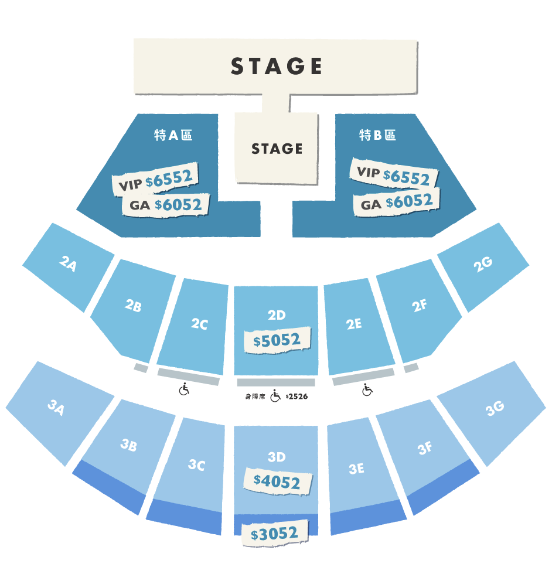 STAGE
STAGE
特A區
特B區
VIP $6552
GA $6052
VIP $6552
GA $6052
2A
2B
2C
2D
2E
2F
2G
$5052
身障席 $2526
3A
3B
3C
3D
3E
3F
3G
$4052
$3052